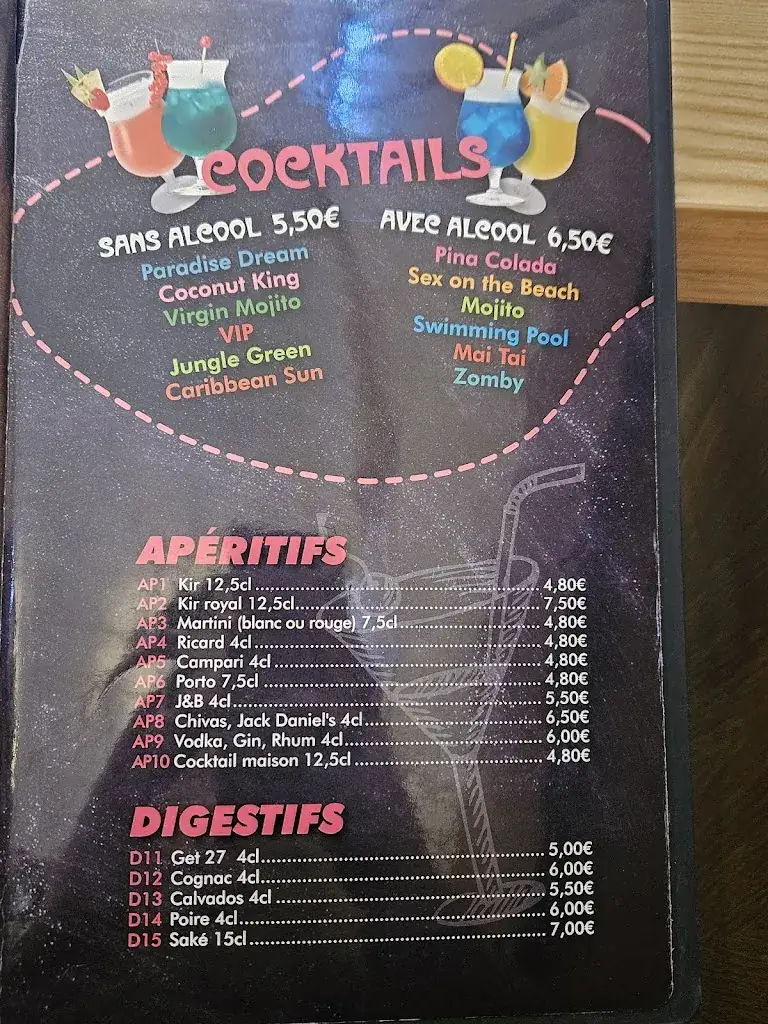 COCKTAILS
SANS ALCOOL 5,50€
Paradise Dream
Coconut King
Virgin Mojito
VIP
Jungle Green
Caribbean Sun
AVEC ALCOOL 6,50€
Pina Colada
Sex on the Beach
Mojito
Swimming Pool
Mai Tai
Zomby
APÉRITIFS
AP1 Kir 12,5cl 4,80€
AP2 Kir royal 12,5cl 7,50€
AP3 Martini (blanc ou rouge) 7,5cl 4,80€
AP4 Ricard 4cl 4,80€
AP5 Campari 4cl 4,80€
AP6 Porto 7,5cl 4,80€
AP7 J&B 4cl 5,50€
AP8 Chivas, Jack Daniel's 4cl 6,50€
AP9 Vodka, Gin, Rhum 4cl 6,00€
AP10 Cocktail maison 12,5cl 4,80€
DIGESTIFS
D11 Get 27 4cl 5,00€
D12 Cognac 4cl 6,00€
D13 Calvados 4cl 5,50€
D14 Poire 4cl 6,00€
D15 Saké 15cl 7,00€